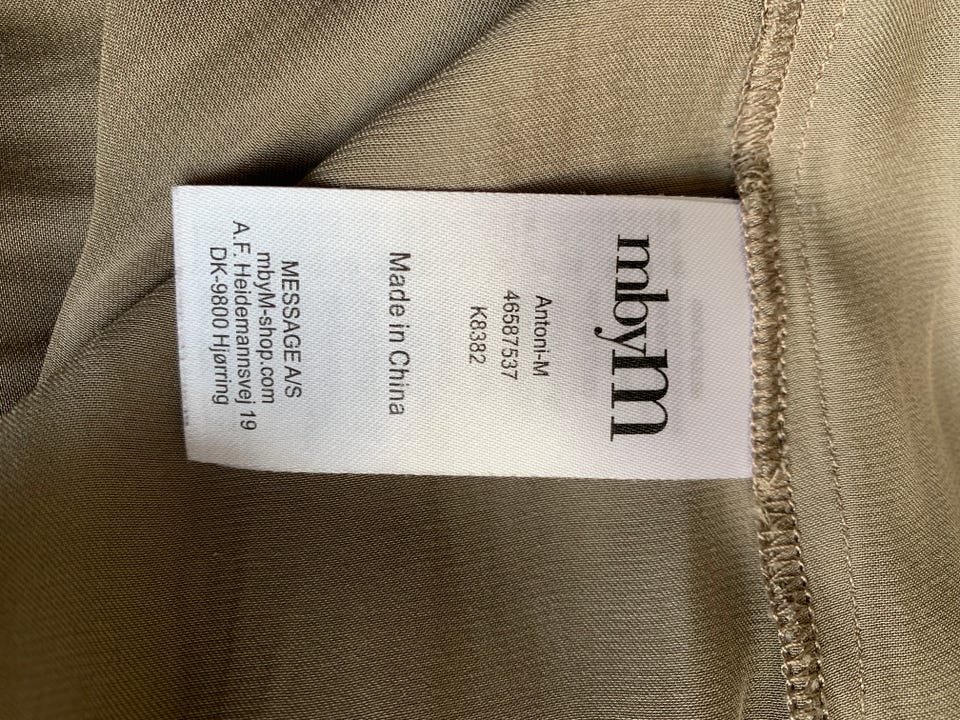 mbyM
Antoni-M
46587537
K8382
Made in China
MESSAGE A/S
mbyM-shop.com
A.F. Heidemannsvej 19
DK-9800 Hjørring